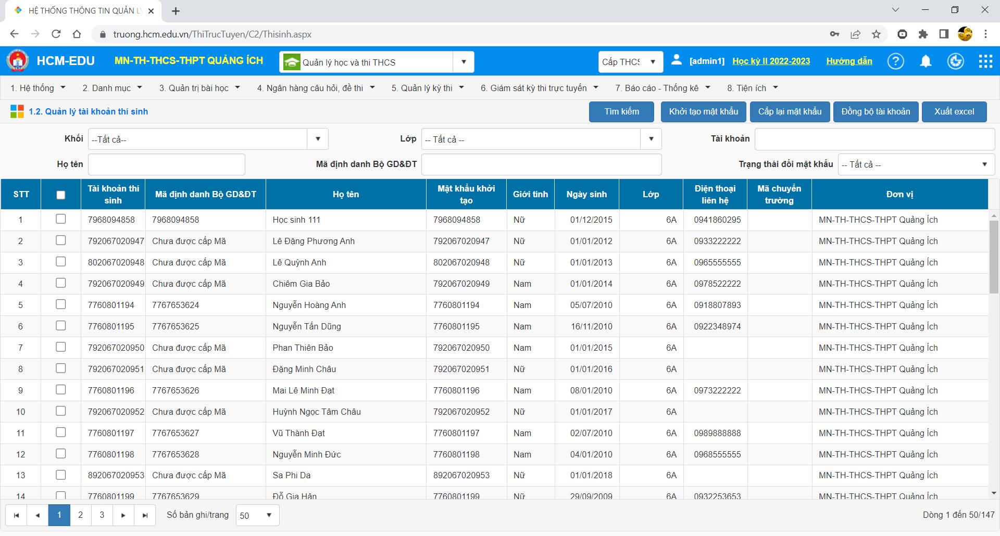 HỆ THỐNG THÔNG TIN QUẢN LÝ
truong.hcm.edu.vn/ThiTrucTuyen/C2/Thisinh.aspx
HCM-EDU MN-TH-THCS-THPT QUẢNG ÍCH Quản lý học và thi THCS Cấp THCS [admin1] Học kỳ II 2022-2023 Hướng dẫn
1. Hệ thống 2. Danh mục 3. Quản trị bài học 4. Ngân hàng câu hỏi, đề thi 5. Quản lý kỳ thi 6. Giám sát kỳ thi trực tuyến 7. Báo cáo - Thống kê 8. Tiện ích
1.2. Quản lý tài khoản thí sinh Tìm kiếm Khởi tạo mật khẩu Cấp lại mật khẩu Đồng bộ tài khoản Xuất excel
Khối --Tất cả-- Lớp -- Tất cả -- Tài khoản
Họ tên Mã định danh Bộ GD&ĐT Trạng thái đổi mật khẩu -- Tất cả --
STT Tài khoản thí sinh Mã định danh Bộ GD&ĐT Họ tên Mật khẩu khởi tạo Giới tính Ngày sinh Lớp Điện thoại liên hệ Mã chuyển trường Đơn vị
1 7968094858 7968094858 Học sinh 111 7968094858 Nữ 01/12/2015 6A 0941860295 MN-TH-THCS-THPT Quảng Ích
2 792067020947 Chưa được cấp Mã Lê Đặng Phương Anh 792067020947 Nữ 01/01/2012 6A 0933222222 MN-TH-THCS-THPT Quảng Ích
3 802067020948 Chưa được cấp Mã Lê Quỳnh Anh 802067020948 Nữ 01/01/2013 6A 0965555555 MN-TH-THCS-THPT Quảng Ích
4 792067020949 Chưa được cấp Mã Chiêm Gia Bảo 792067020949 Nam 01/01/2014 6A 0978522222 MN-TH-THCS-THPT Quảng Ích
5 7760801194 7767653624 Nguyễn Hoàng Anh 7760801194 Nam 05/07/2010 6A 0918807893 MN-TH-THCS-THPT Quảng Ích
6 7760801195 7767653625 Nguyễn Tấn Dũng 7760801195 Nam 16/11/2010 6A 0922348974 MN-TH-THCS-THPT Quảng Ích
7 792067020950 Chưa được cấp Mã Phan Thiên Bảo 792067020950 Nam 01/01/2015 6A MN-TH-THCS-THPT Quảng Ích
8 792067020951 Chưa được cấp Mã Đặng Minh Châu 792067020951 Nữ 01/01/2016 6A MN-TH-THCS-THPT Quảng Ích
9 7760801196 7767653626 Mai Lê Minh Đạt 7760801196 Nam 08/01/2010 6A 0973222222 MN-TH-THCS-THPT Quảng Ích
10 792067020952 Chưa được cấp Mã Huỳnh Ngọc Tâm Châu 792067020952 Nữ 01/01/2017 6A MN-TH-THCS-THPT Quảng Ích
11 7760801197 7767653627 Vũ Thành Đạt 7760801197 Nam 02/07/2010 6A 0989888888 MN-TH-THCS-THPT Quảng Ích
12 7760801198 7767653628 Nguyễn Minh Đức 7760801198 Nam 04/01/2010 6A 0968555555 MN-TH-THCS-THPT Quảng Ích
13 892067020953 Chưa được cấp Mã Sa Phi Da 892067020953 Nữ 01/01/2018 6A MN-TH-THCS-THPT Quảng Ích
14 7760801199 7767653629 Đỗ Gia Hân 7760801199 Nữ 29/09/2009 6A 0932253653 MN-TH-THCS-THPT Quảng Ích
1 2 3 Số bản ghi/trang 50 Dòng 1 đến 50/147